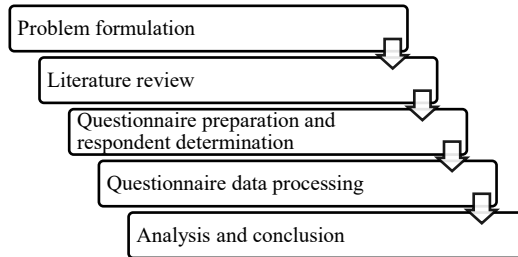 Problem formulation
Literature review
Questionnaire preparation and
respondent determination
Questionnaire data processing
Analysis and conclusion